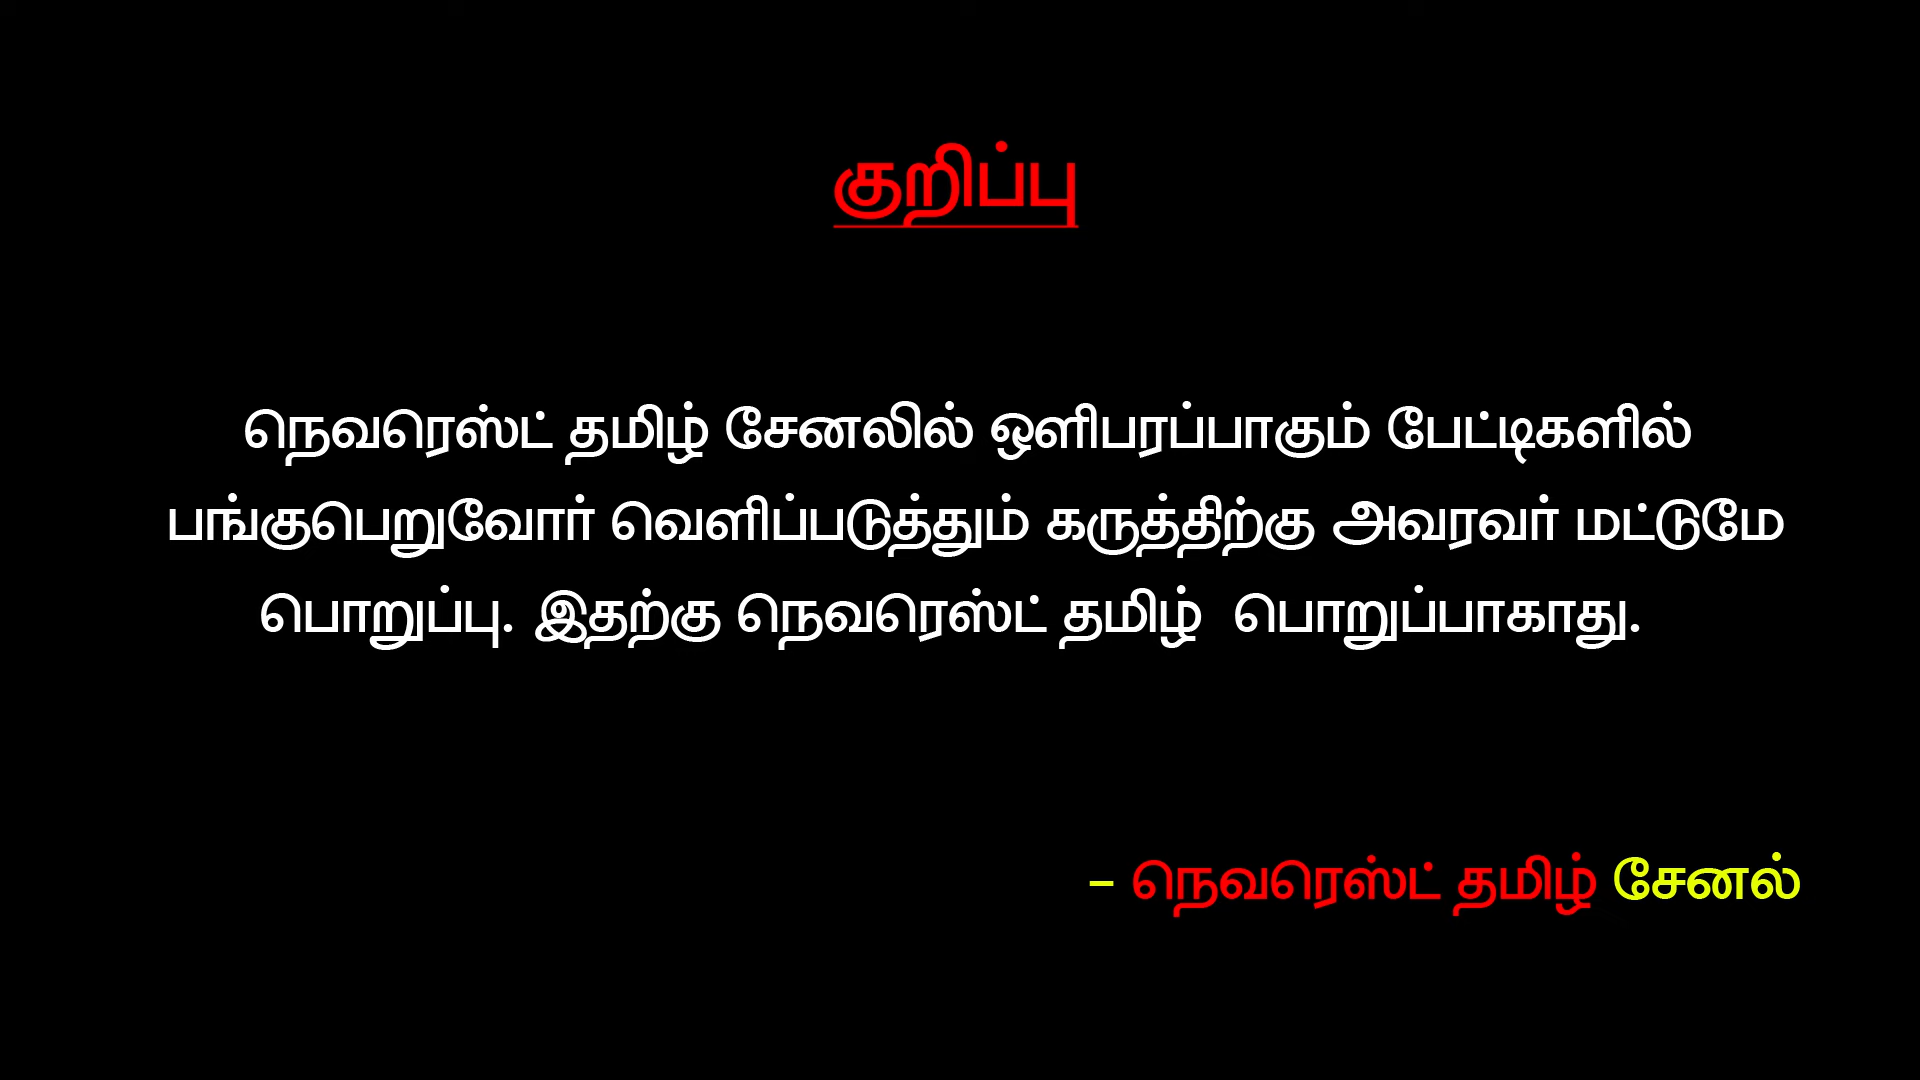 குறிப்பு
நெவரெஸ்ட் தமிழ் சேனலில் ஒளிபரப்பாகும் பேட்டிகளில்
பங்குபெறுவோர் வெளிப்படுத்தும் கருத்திற்கு அவரவர் மட்டுமே
பொறுப்பு. இதற்கு நெவரெஸ்ட் தமிழ் பொறுப்பாகாது.
– நெவரெஸ்ட் தமிழ் சேனல்